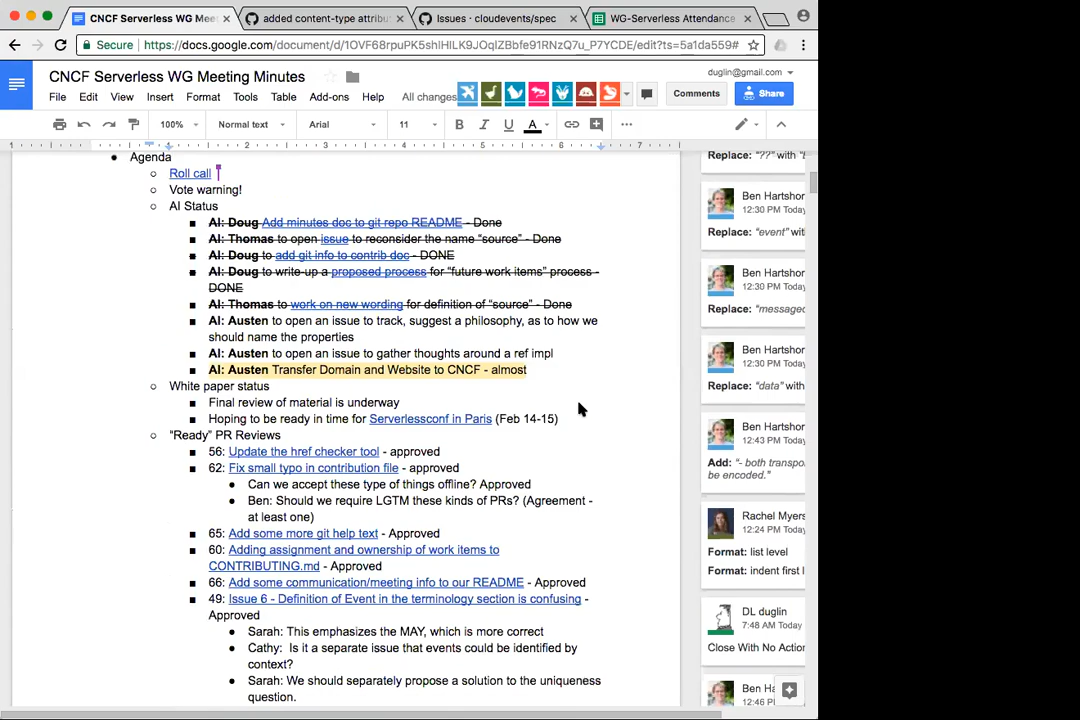 CNCF Serverless WG Meet
added content-type attribu
Issues · cloudevents/spec
WG-Serverless Attendance
Secure
https://docs.google.com/document/d/
edit?ts=5a1da559#
CNCF Serverless WG Meeting Minutes
duglin@gmail.com
File Edit View Insert Format Tools Table Add-ons Help All changes
Comments
Share
100% Normal text Arial 11 B I U A
1 1 2 3 4 5 6 7
Agenda
Roll call
Vote warning!
AI Status
AI: Doug Add minutes doc to git repo README - Done
AI: Thomas to open issue to reconsider the name "source" - Done
AI: Doug to add git info to contrib doc - DONE
AI: Doug to write-up a proposed process for "future work items" process -
DONE
AI: Thomas to work on new wording for definition of "source" - Done
AI: Austen to open an issue to track, suggest a philosophy, as to how we
should name the properties
AI: Austen to open an issue to gather thoughts around a ref impl
AI: Austen Transfer Domain and Website to CNCF - almost
White paper status
Final review of material is underway
Hoping to be ready in time for Serverlessconf in Paris (Feb 14-15)
"Ready" PR Reviews
56: Update the href checker tool - approved
62: Fix small typo in contribution file - approved
Can we accept these type of things offline? Approved
Ben: Should we require LGTM these kinds of PRs? (Agreement -
at least one)
65: Add some more git help text - Approved
60: Adding assignment and ownership of work items to
CONTRIBUTING.md - Approved
66: Add some communication/meeting info to our README - Approved
49: Issue 6 - Definition of Event in the terminology section is confusing -
Approved
Sarah: This emphasizes the MAY, which is more correct
Cathy: Is it a separate issue that events could be identified by
context?
Sarah: We should separately propose a solution to the uniqueness
question.
Replace: "??" with
Ben Hartshor
12:30 PM Today
Replace: "event" wit
Ben Hartshor
12:30 PM Today
Replace: "message
Ben Hartshor
12:30 PM Today
Replace: "data" with
Ben Hartshor
12:43 PM Today
Add: "- both transpo
be encoded."
Rachel Myers
12:24 PM Today
Format: list level
Format: indent first l
DL duglin
7:48 AM Today
Close With No Actio
Ben Ha
12:46 P